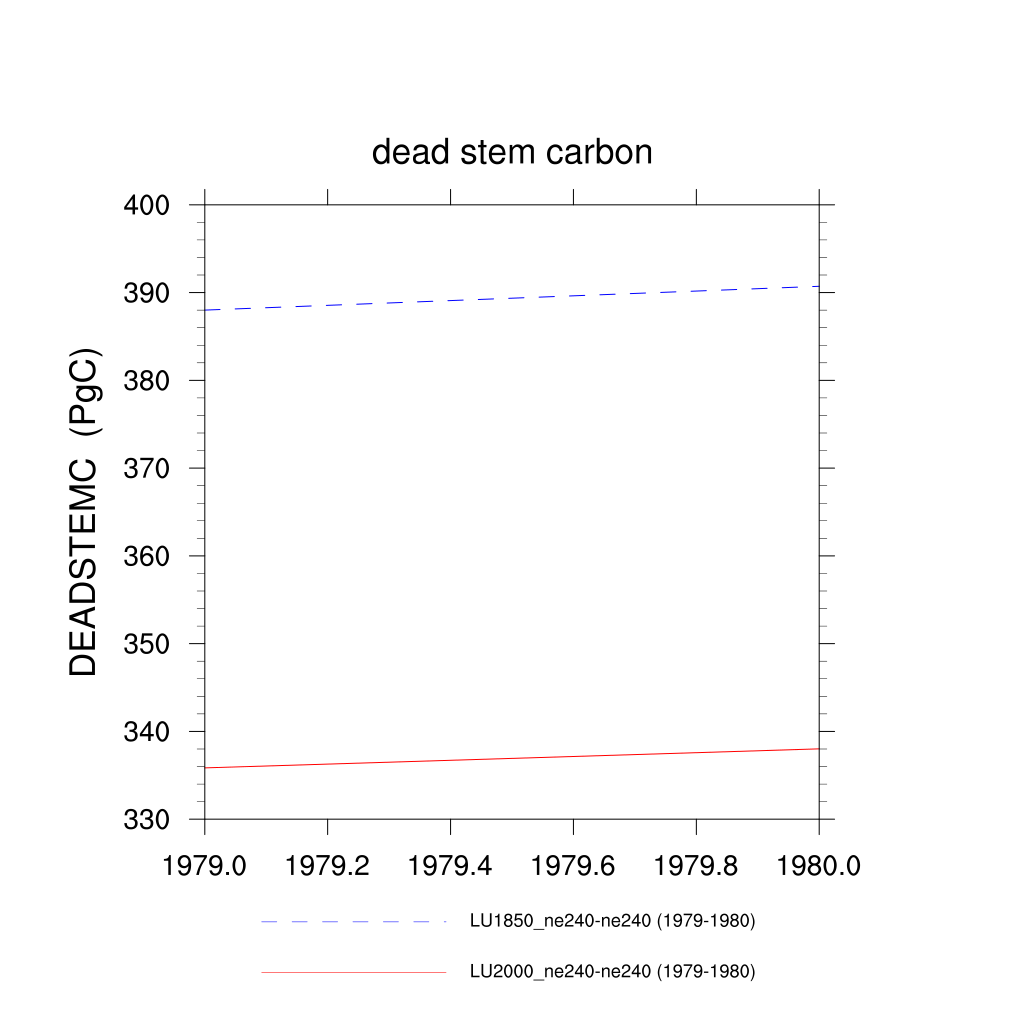 dead stem carbon
400
390
380
370
360
350
340
330
DEADSTEMC (PgC)
1979.0 1979.2 1979.4 1979.6 1979.8 1980.0
LU1850_ne240-ne240 (1979-1980)
LU2000_ne240-ne240 (1979-1980)